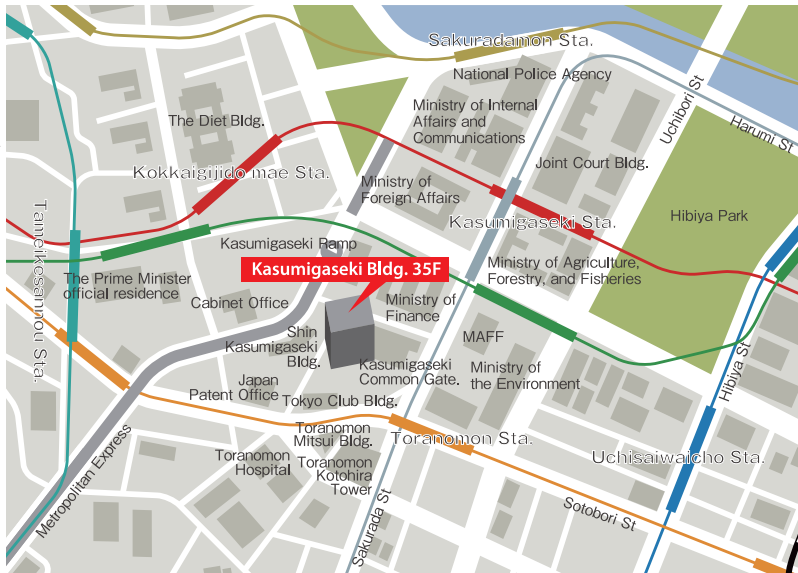 Sakuradamon Sta.
National Police Agency
Uchibori St
Harumi St
The Diet Bldg.
Ministry of Internal
Affairs and
Communications
Joint Court Bldg.
Kokkaigijido mae Sta.
Ministry of
Foreign Affairs
Kasumigaseki Sta.
Hibiya Park
Tameikesannou Sta.
Kasumigaseki Ramp
Kasumigaseki Bldg. 35F
The Prime Minister
official residence
Cabinet Office
Ministry of Agriculture,
Forestry, and Fisheries
Ministry of
Finance
Shin
Kasumigaseki
Bldg.
MAFF
Kasumigaseki
Common Gate.
Ministry of
the Environment
Hibiya St
Japan
Patent Office
Tokyo Club Bldg.
Toranomon
Mitsui Bldg.
Toranomon Sta.
Toranomon
Hospital
Toranomon
Kotohira
Tower
Uchisaiwaicho Sta.
Metropolitan Express
Sakurada St
Sotobori St